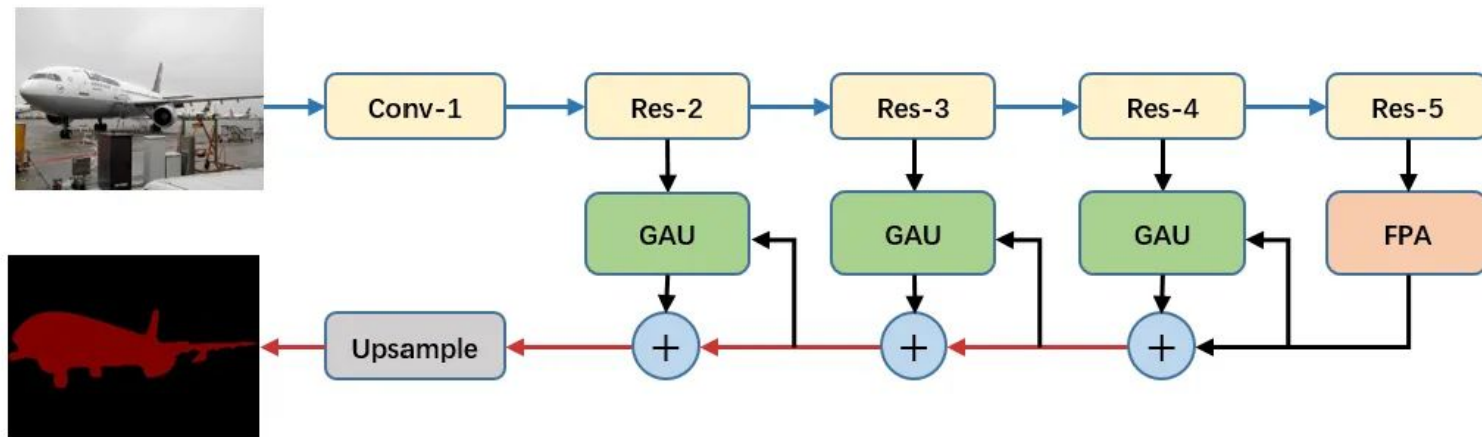 Conv-1
Res-2
Res-3
Res-4
Res-5
GAU
GAU
GAU
FPA
Upsample
+
+
+